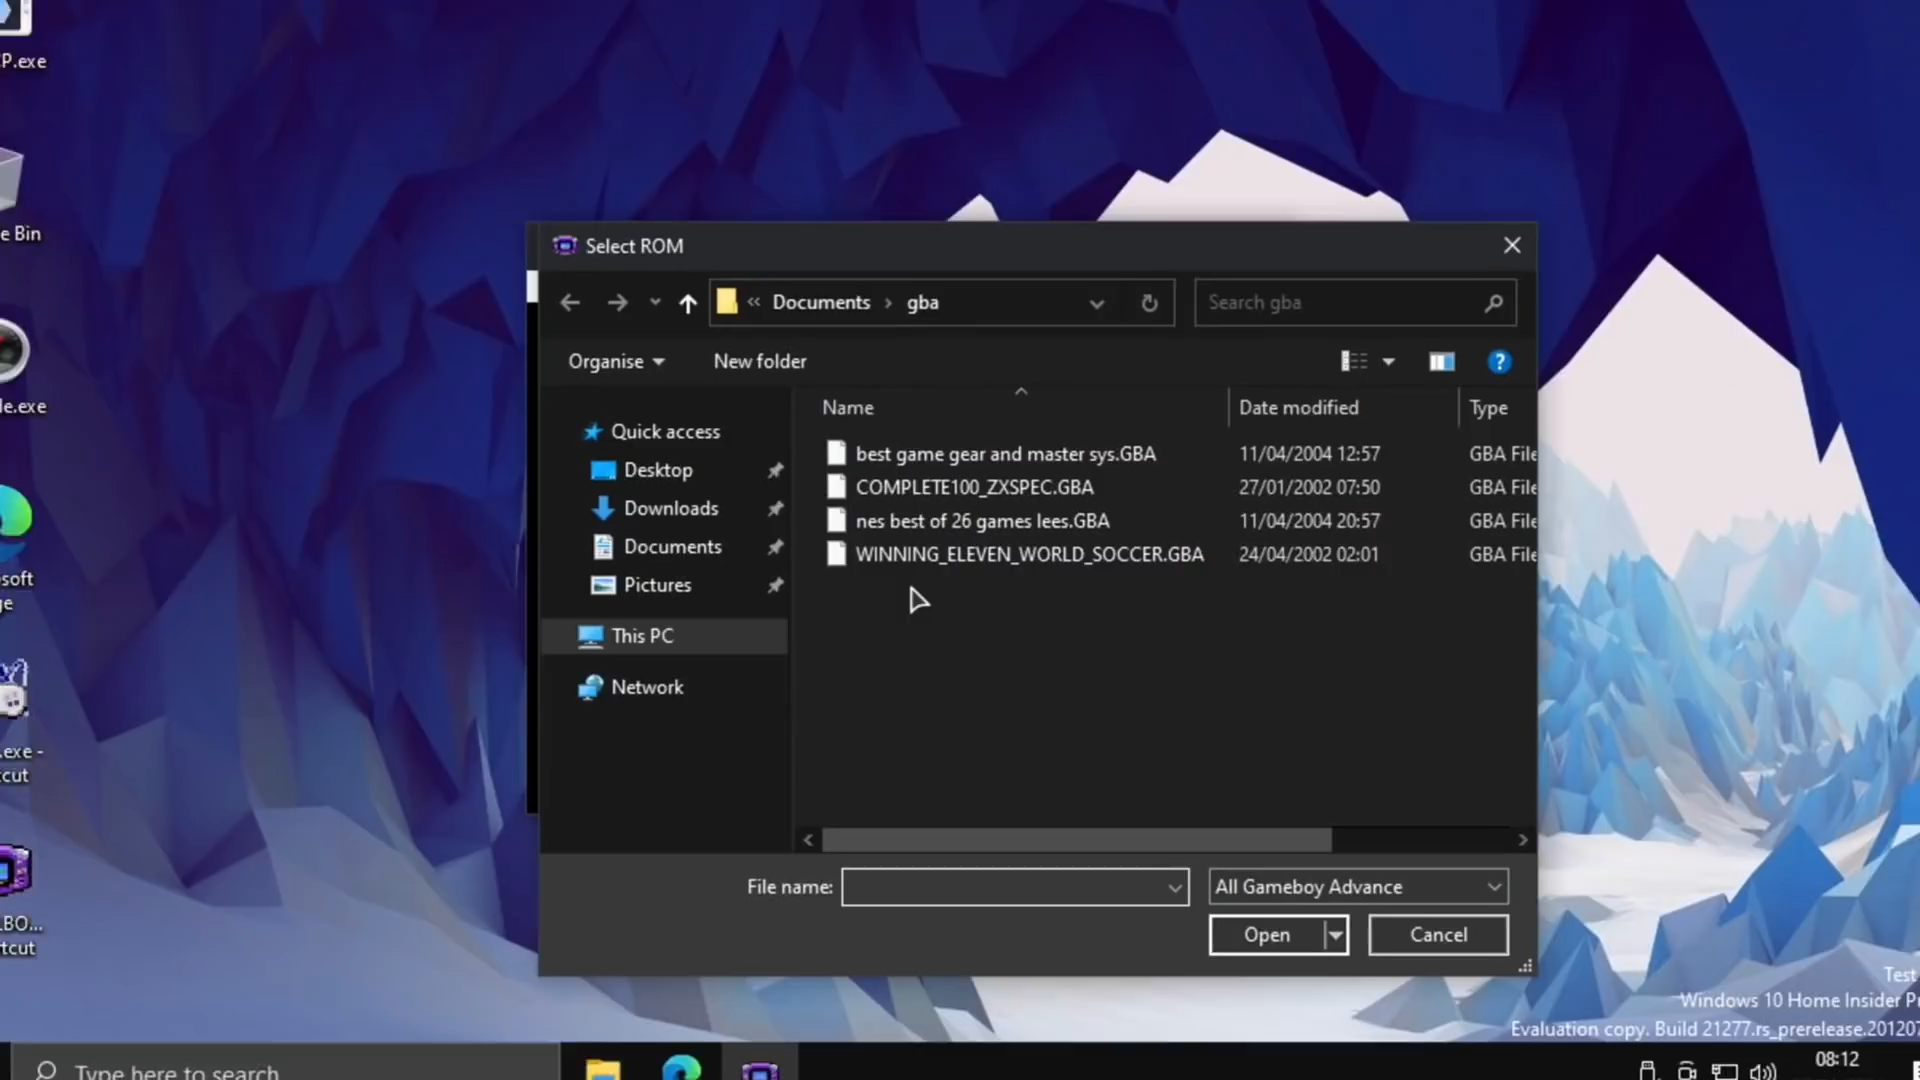 P.exe
e Bin
le.exe
soft
ge
.exe -
cut
LBO...
rtcut
Select ROM
Documents
gba
Search gba
Organise
New folder
Name
Date modified
Type
Quick access
Desktop
Downloads
Documents
Pictures
This PC
Network
best game gear and master sys.GBA 11/04/2004 12:57 GBA File
COMPLETE100_ZXSPEC.GBA 27/01/2002 07:50 GBA File
nes best of 26 games lees.GBA 11/04/2004 20:57 GBA File
WINNING_ELEVEN_WORLD_SOCCER.GBA 24/04/2002 02:01 GBA File
File name:
All Gameboy Advance
Open
Cancel
Test
Windows 10 Home Insider Pr
Evaluation copy. Build 21277.rs_prerelease.201207
Type here to search
08:12